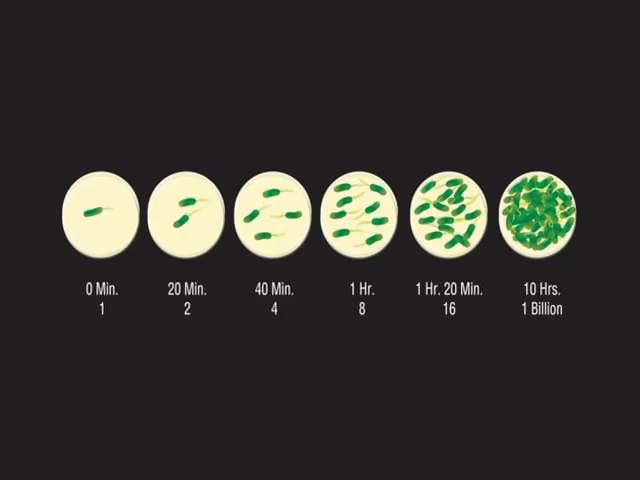 0 Min.
1
20 Min.
2
40 Min.
4
1 Hr.
8
1 Hr. 20 Min.
16
10 Hrs.
1 Billion